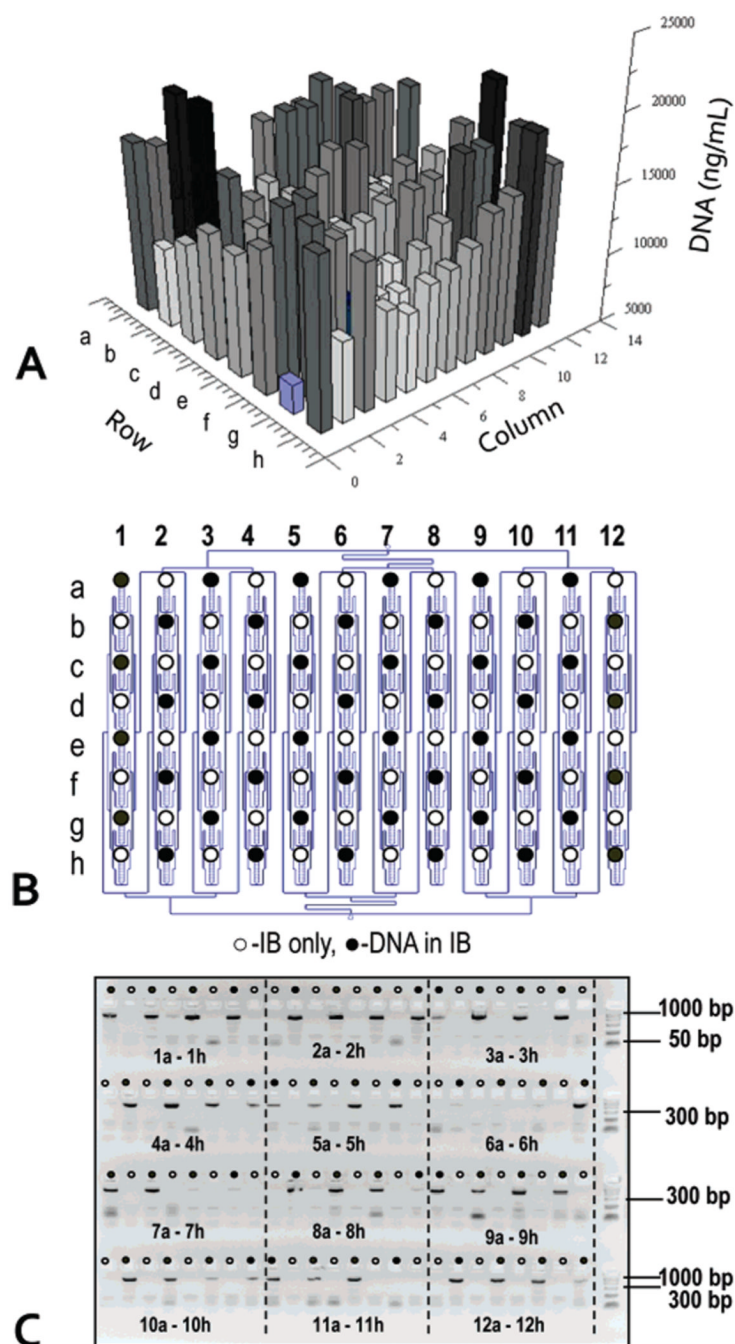 25000
20000
15000
10000
5000
DNA (ng/mL)
14
12
10
8
6
4
2
0
Column
a
b
c
d
e
f
g
h
Row
A
1 2 3 4 5 6 7 8 9 10 11 12
a
b
c
d
e
f
g
h
B
○-IB only, ●-DNA in IB
1000 bp
50 bp
1a - 1h 2a - 2h 3a - 3h
300 bp
4a - 4h 5a - 5h 6a - 6h
300 bp
7a - 7h 8a - 8h 9a - 9h
1000 bp
300 bp
10a - 10h 11a - 11h 12a - 12h
C